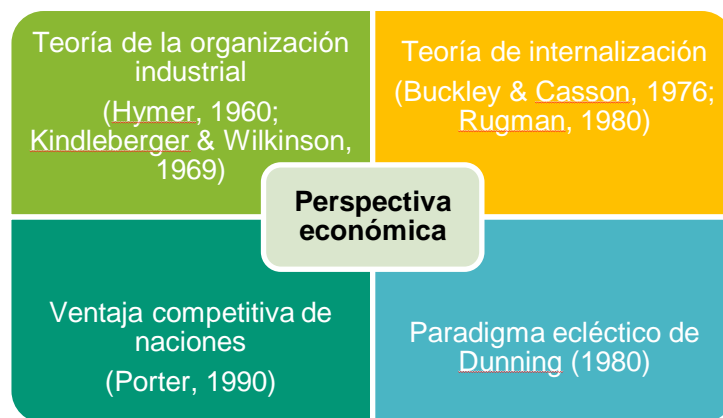 Teoría de la organización
industrial
(Hymer, 1960;
Kindleberger & Wilkinson,
1969)
Teoría de internalización
(Buckley & Casson, 1976;
Rugman, 1980)
Perspectiva
económica
Ventaja competitiva de
naciones
(Porter, 1990)
Paradigma ecléctico de
Dunning (1980)